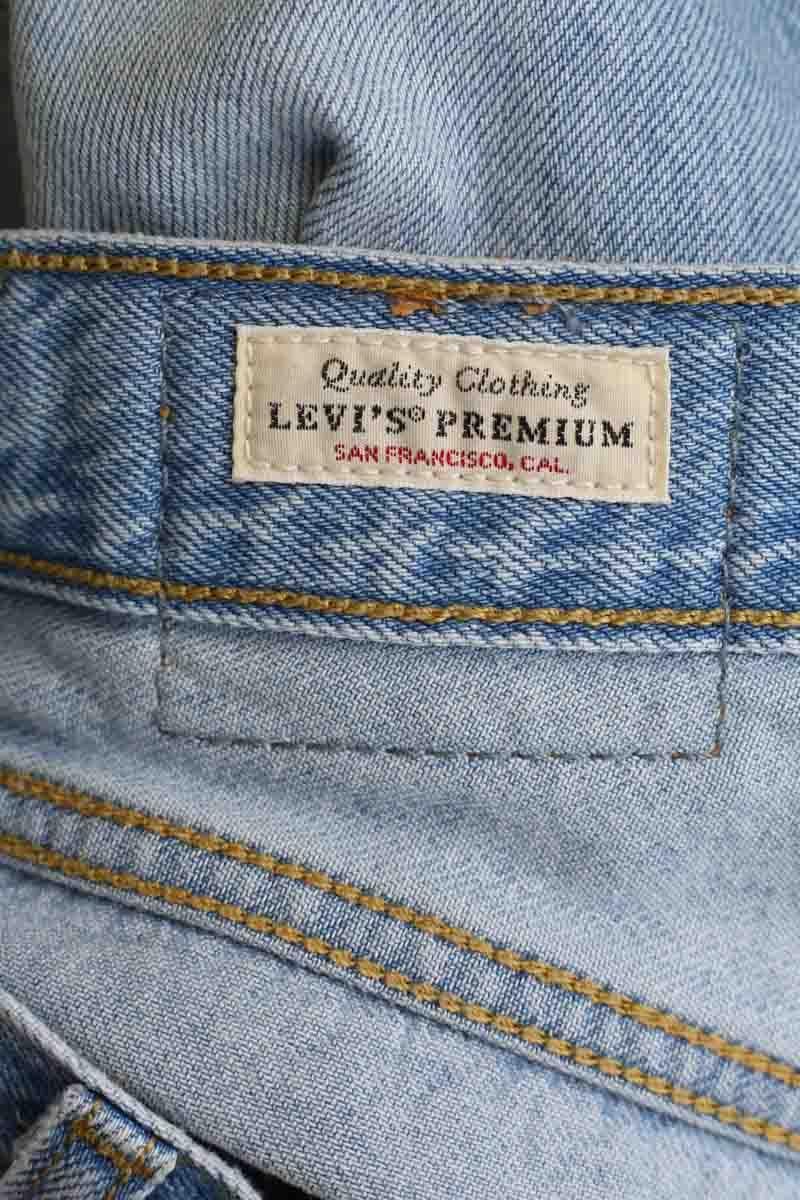 Quality Clothing
LEVI'S® PREMIUM
SAN FRANCISCO, CAL.